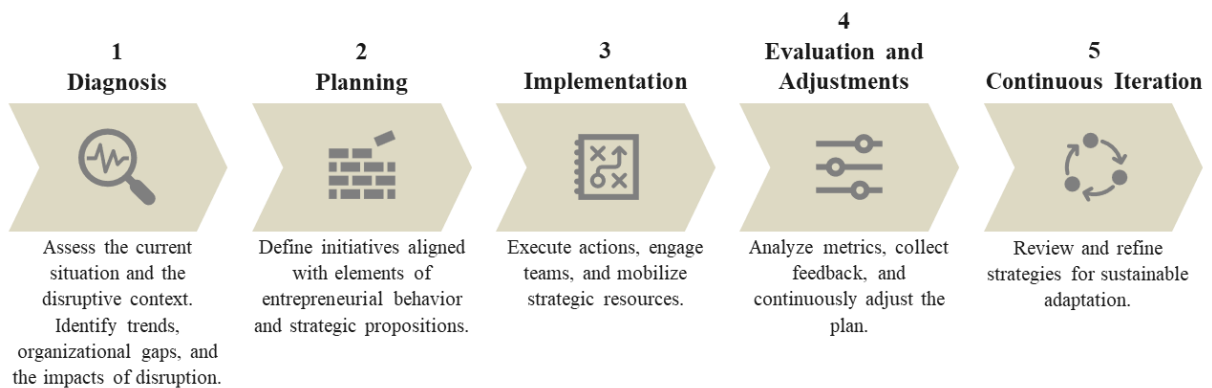 1
Diagnosis
Assess the current
situation and the
disruptive context.
Identify trends,
organizational gaps, and
the impacts of disruption.
2
Planning
Define initiatives aligned
with elements of
entrepreneurial behavior
and strategic propositions.
3
Implementation
Execute actions, engage
teams, and mobilize
strategic resources.
4
Evaluation and
Adjustments
Analyze metrics, collect
feedback, and
continuously adjust the
plan.
5
Continuous Iteration
Review and refine
strategies for sustainable
adaptation.